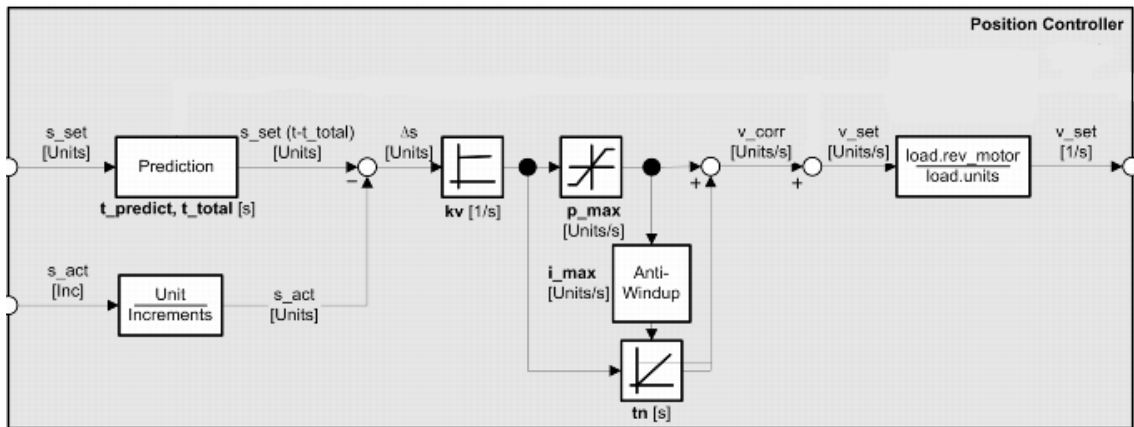 Position Controller
s_set
[Units]
Prediction
t_predict, t_total [s]
s_set (t-t_total)
[Units]
−
Δs
[Units]
kv [1/s]
p_max
[Units/s]
+
v_corr
[Units/s]
+
v_set
[Units/s]
load.rev_motor
load.units
v_set
[1/s]
s_act
[Inc]
Unit
Increments
s_act
[Units]
i_max
[Units/s]
Anti-
Windup
tn [s]